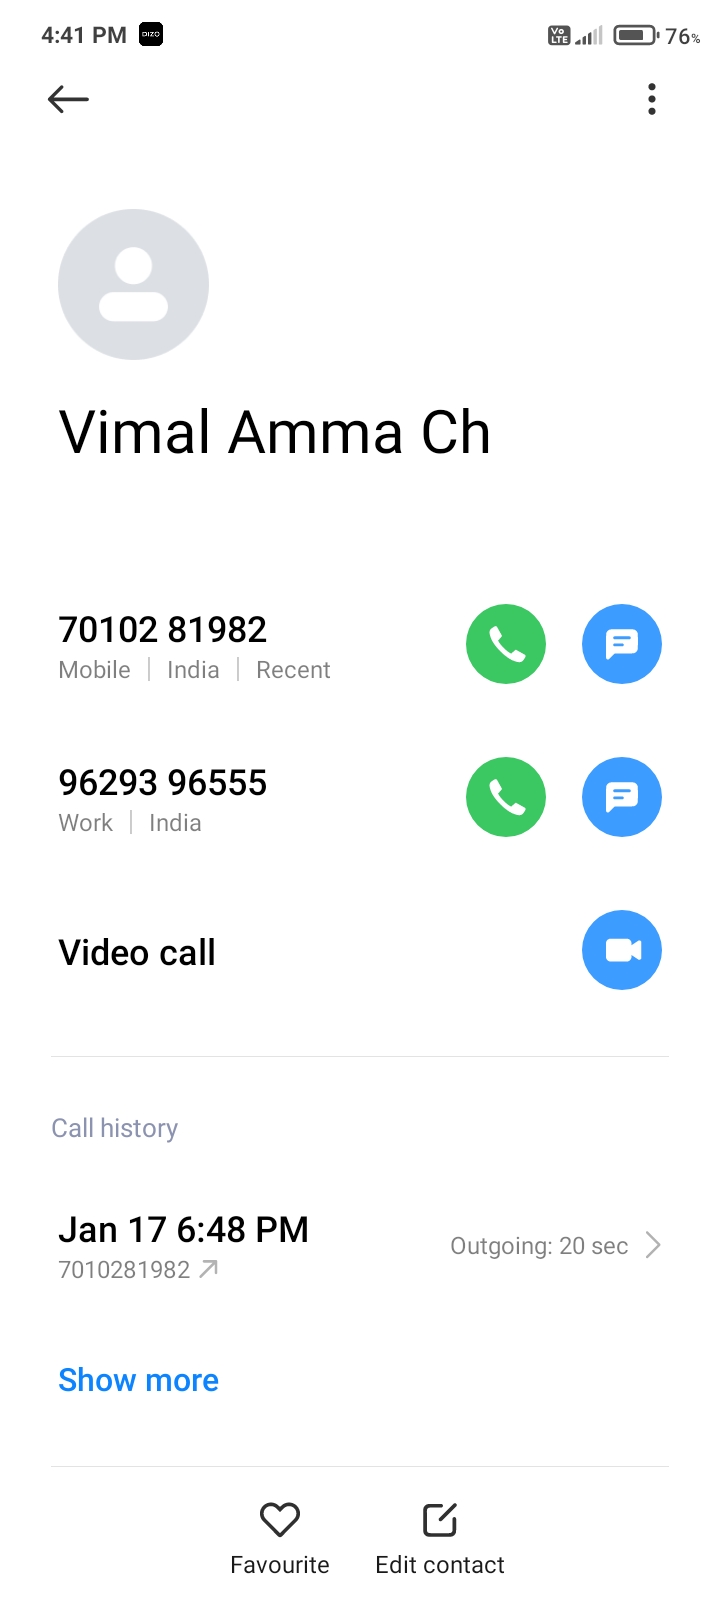 4:41 PM DIZO Vo LTE 76%
Vimal Amma Ch
70102 81982
Mobile | India | Recent
96293 96555
Work | India
Video call
Call history
Jan 17 6:48 PM
Outgoing: 20 sec
7010281982
Show more
Favourite Edit contact